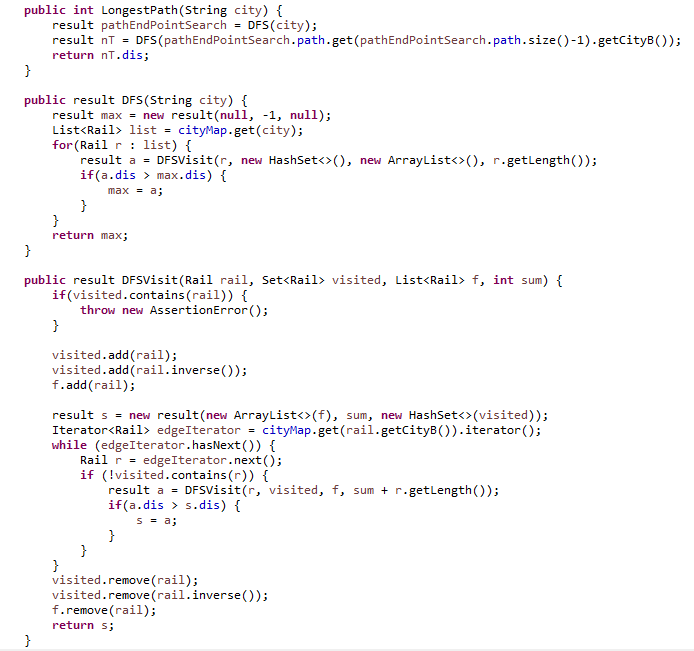 public int LongestPath(String city) {
    result pathEndPointSearch = DFS(city);
    result nT = DFS(pathEndPointSearch.path.get(pathEndPointSearch.path.size()-1).getCityB());
    return nT.dis;
}

public result DFS(String city) {
    result max = new result(null, -1, null);
    List<Rail> list = cityMap.get(city);
    for(Rail r : list) {
        result a = DFSVisit(r, new HashSet<>(), new ArrayList<>(), r.getLength());
        if(a.dis > max.dis) {
            max = a;
        }
    }
    return max;
}

public result DFSVisit(Rail rail, Set<Rail> visited, List<Rail> f, int sum) {
    if(visited.contains(rail)) {
        throw new AssertionError();
    }

    visited.add(rail);
    visited.add(rail.inverse());
    f.add(rail);

    result s = new result(new ArrayList<>(f), sum, new HashSet<>(visited));
    Iterator<Rail> edgeIterator = cityMap.get(rail.getCityB()).iterator();
    while (edgeIterator.hasNext()) {
        Rail r = edgeIterator.next();
        if (!visited.contains(r)) {
            result a = DFSVisit(r, visited, f, sum + r.getLength());
            if(a.dis > s.dis) {
                s = a;
            }
        }
    }
    visited.remove(rail);
    visited.remove(rail.inverse());
    f.remove(rail);
    return s;
}